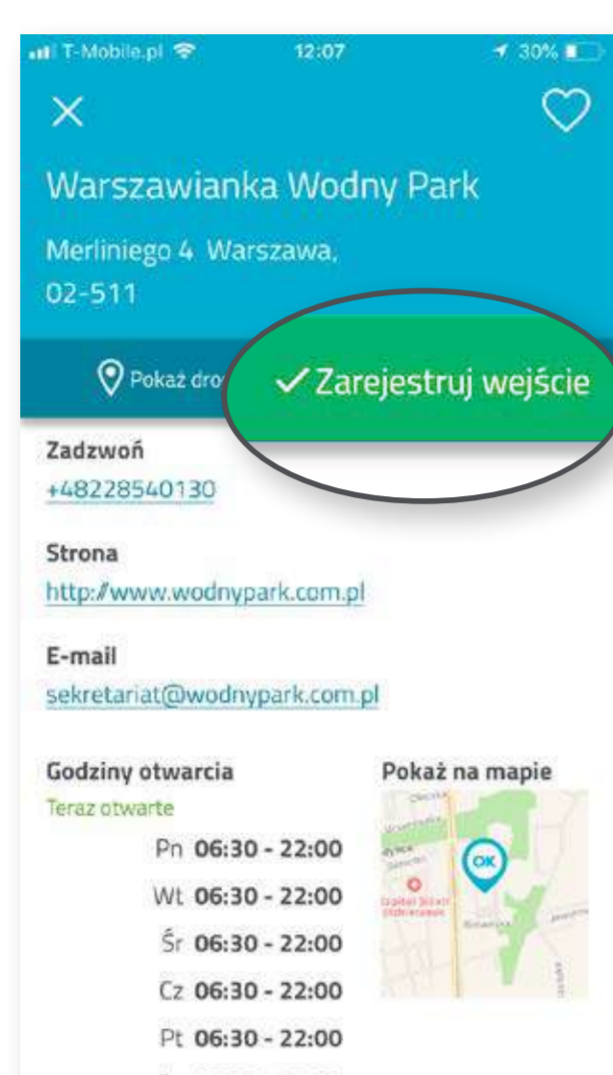 T-Mobile.pl 12:07 30%
Warszawianka Wodny Park
Merliniego 4 Warszawa,
02-511
Pokaż dro
Zarejestruj wejście
Zadzwoń
+48228540130
Strona
http://www.wodnypark.com.pl
E-mail
sekretariat@wodnypark.com.pl
Godziny otwarcia
Teraz otwarte
Pn 06:30 - 22:00
Wt 06:30 - 22:00
Śr 06:30 - 22:00
Cz 06:30 - 22:00
Pt 06:30 - 22:00
Pokaż na mapie
OK